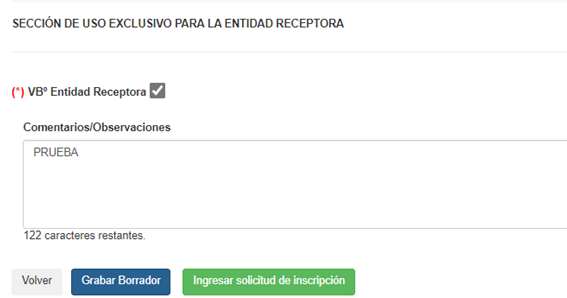 SECCIÓN DE USO EXCLUSIVO PARA LA ENTIDAD RECEPTORA
(*) VBº Entidad Receptora
Comentarios/Observaciones
PRUEBA
122 caracteres restantes.
Volver Grabar Borrador Ingresar solicitud de inscripción